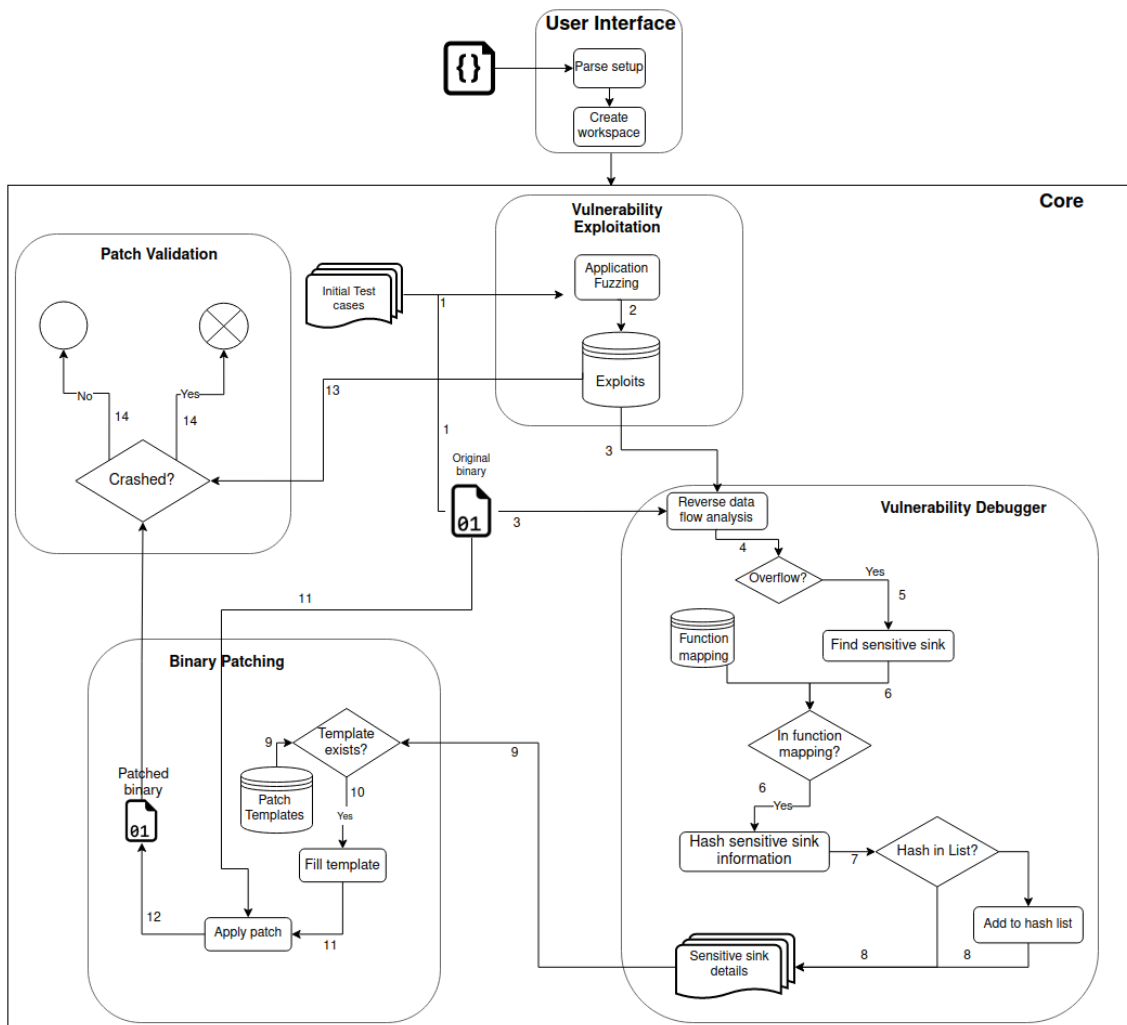 User Interface
{}
Parse setup
Create
workspace
Core
Vulnerability
Exploitation
Patch Validation
Application
Fuzzing
Initial Test
cases
1
2
Exploits
13
No
Yes
14
14
1
3
Crashed?
Original
binary
01
3
Reverse data
flow analysis
Vulnerability Debugger
4
Overflow?
Yes
5
11
Function
mapping
Find sensitive sink
6
Binary Patching
Template
exists?
9
9
In function
mapping?
Patched
binary
01
Patch
Templates
10
Yes
6
Yes
Fill template
Hash sensitive sink
information
7
Hash in List?
12
Apply patch
11
Add to hash list
Sensitive sink
details
8
8